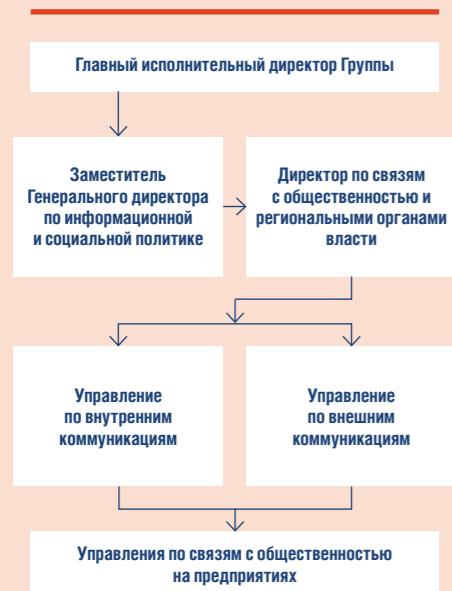 Главный исполнительный директор Группы
Заместитель
Генерального директора
по информационной
и социальной политике
Директор по связям
с общественностью и
региональными органами
власти
Управление
по внутренним
коммуникациям
Управление
по внешним
коммуникациям
Управления по связям с общественностью
на предприятиях